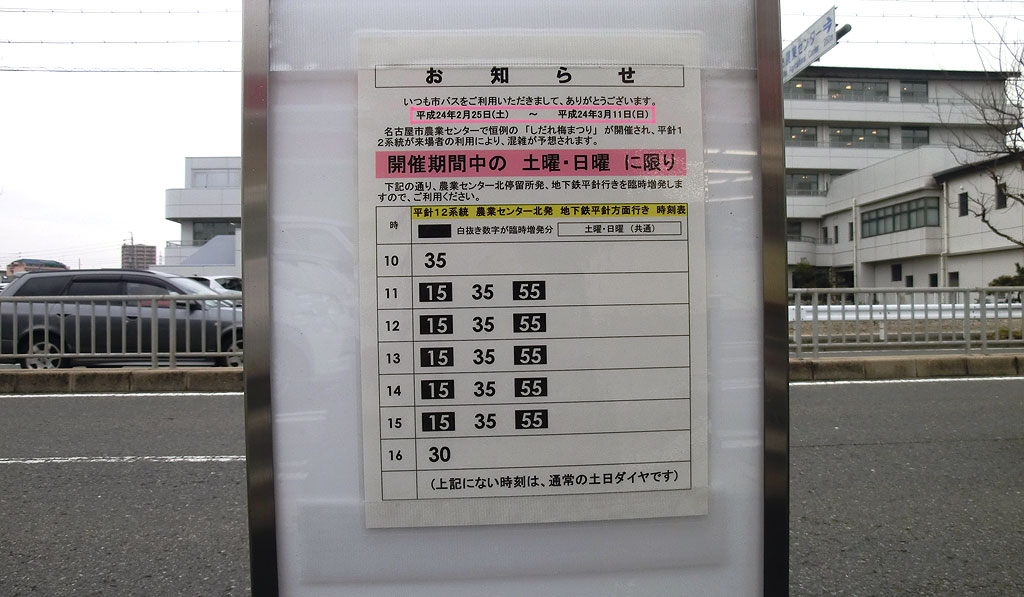 お知らせ
いつも市バスをご利用いただきまして、ありがとうございます。
平成24年2月25日(土) ～ 平成24年3月11日(日)
名古屋市農業センターで恒例の「しだれ梅まつり」が開催され、平針1
2系統が来場者の利用により、混雑が予想されます。
開催期間中の 土曜・日曜 に限り
下記の通り、農業センター北停留所発、地下鉄平針行きを臨時増発しま
すので、ご利用ください。
時 平針12系統 農業センター北発 地下鉄平針方面行き 時刻表
白抜き数字が臨時増発分 土曜・日曜 (共通)
10 35
11 15 35 55
12 15 35 55
13 15 35 55
14 15 35 55
15 15 35 55
16 30
(上記にない時刻は、通常の土日ダイヤです)
センター